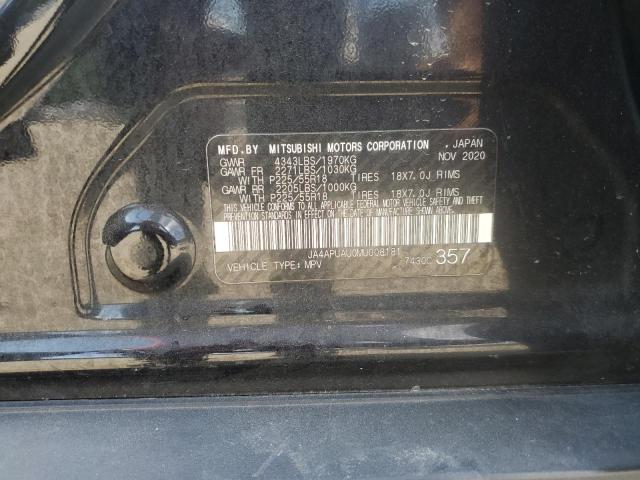 MFD.BY MITSUBISHI MOTORS CORPORATION , JAPAN
GVWR 4343LBS/1970KG NOV 2020
GAWR FR 2271LBS/1030KG
WITH P225/55R18 TIRES 18X7.0J RIMS
GAWR RR 2205LBS/1000KG
WITH P225/55R18 TIRES 18X7.0J RIMS
THIS VEHICLE CONFORMS TO ALL APPLICABLE FEDERAL MOTOR VEHICLE SAFETY AND
STANDARDS IN EFFECT ON THE DATE OF MANUFACTURE SHOWN ABOVE.
JA4APUAU0MU008181
VEHICLE TYPE: MPV 7430C 357